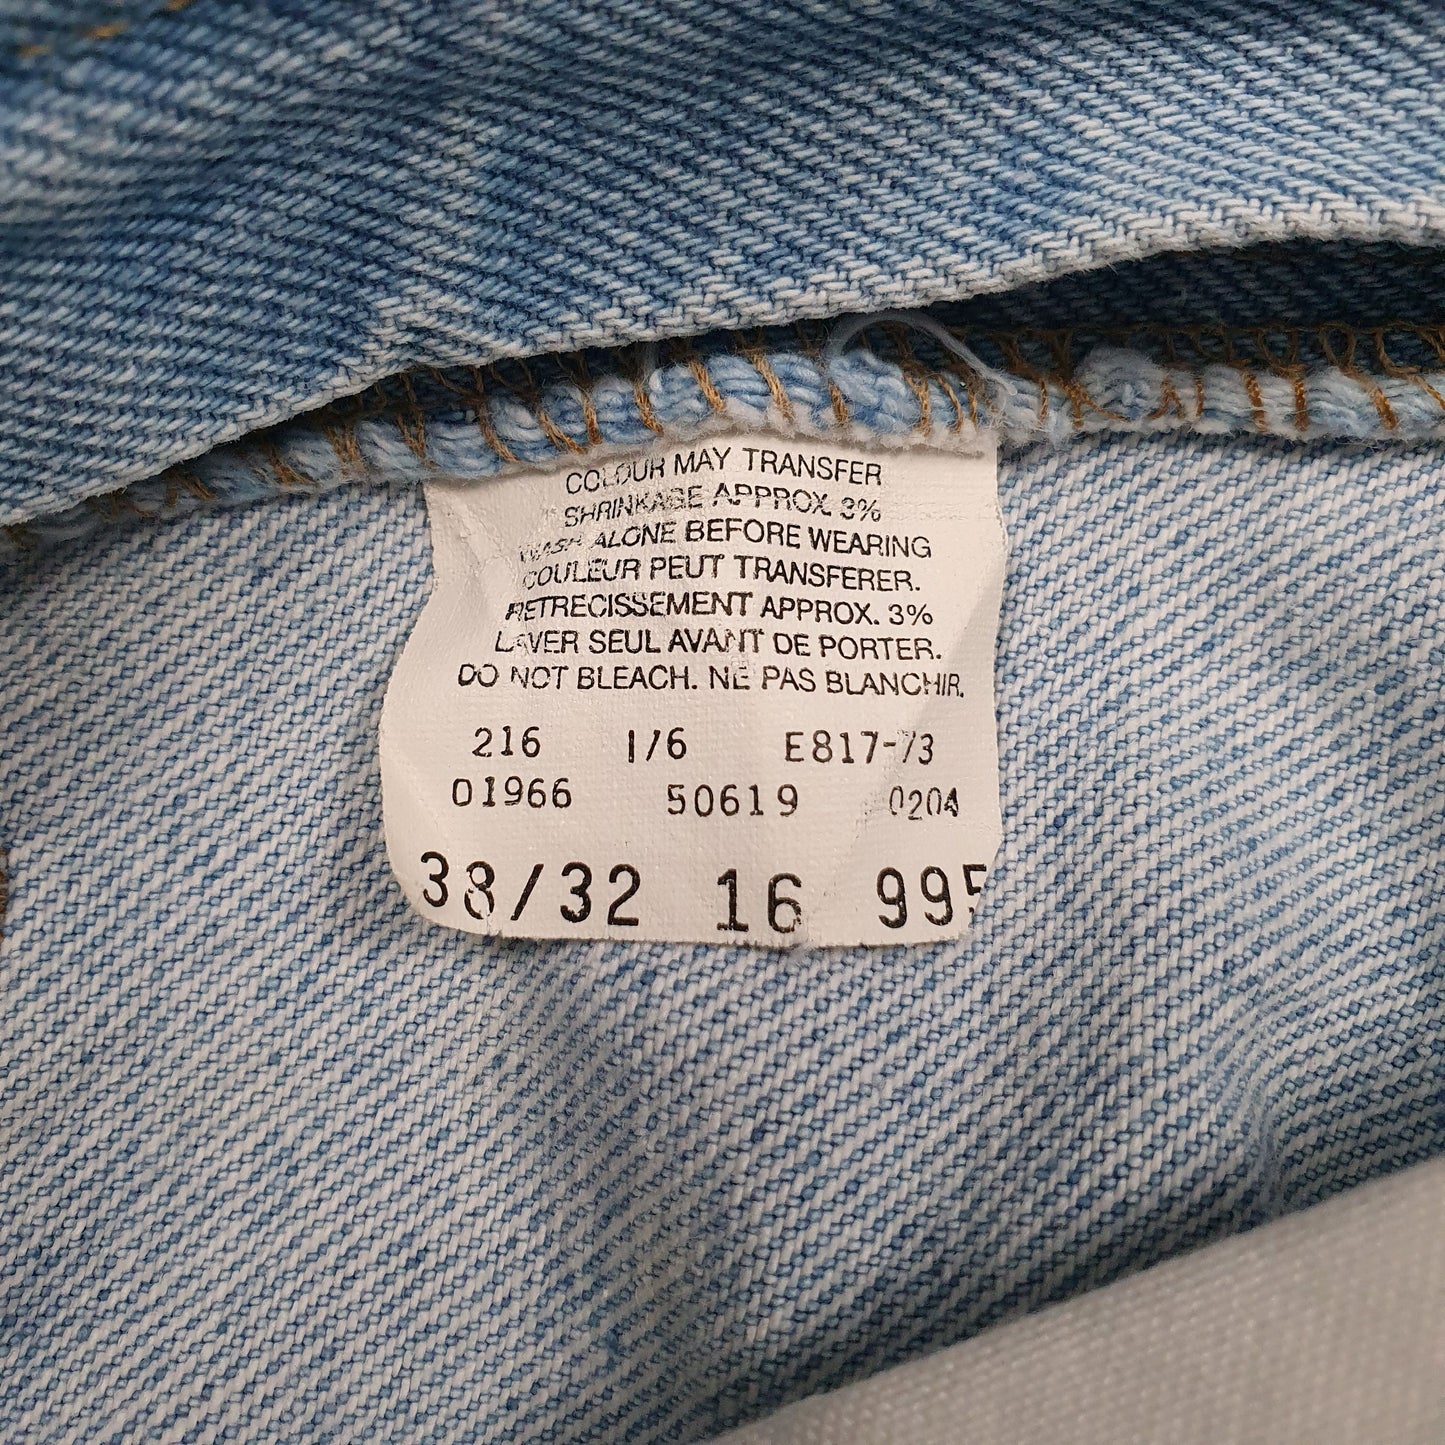 COLOUR MAY TRANSFER
SHRINKAGE APPROX 3%
WASH ALONE BEFORE WEARING
COULEUR PEUT TRANSFERER.
RETRECISSEMENT APPROX. 3%
LAVER SEUL AVANT DE PORTER.
DO NOT BLEACH. NE PAS BLANCHIR.
216 1/6 E817-73
01966 50619 0204
38/32 16 995